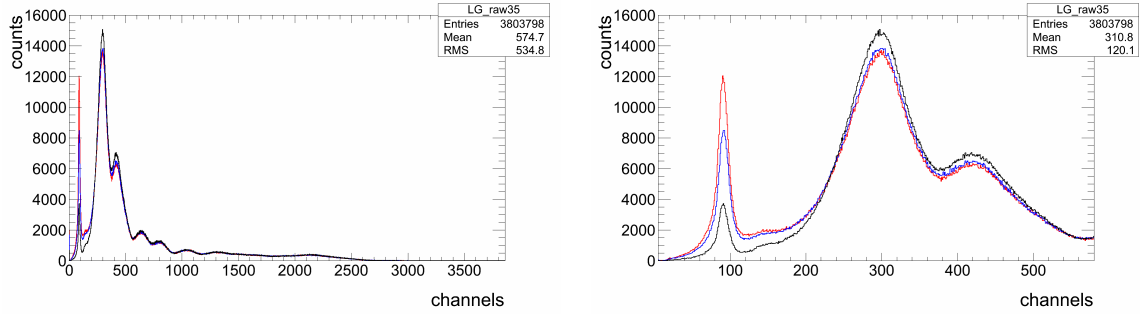 LG_raw35
Entries 3803798
Mean 574.7
RMS 534.8
counts
16000
14000
12000
10000
8000
6000
4000
2000
0
0 500 1000 1500 2000 2500 3000 3500
channels
LG_raw35
Entries 3803798
Mean 310.8
RMS 120.1
counts
16000
14000
12000
10000
8000
6000
4000
2000
0
100 200 300 400 500
channels